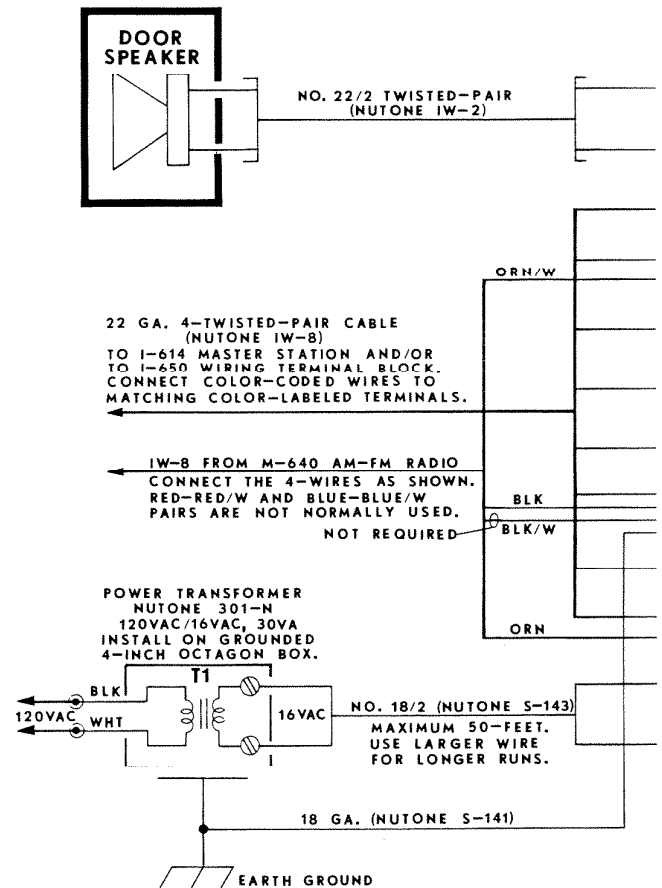 DOOR
SPEAKER
NO. 22/2 TWISTED-PAIR
(NUTONE IW-2)
ORN/W
22 GA. 4-TWISTED-PAIR CABLE
(NUTONE IW-8)
TO I-614 MASTER STATION AND/OR
TO I-650 WIRING TERMINAL BLOCK.
CONNECT COLOR-CODED WIRES TO
MATCHING COLOR-LABELED TERMINALS.
IW-8 FROM M-640 AM-FM RADIO
CONNECT THE 4-WIRES AS SHOWN.
RED-RED/W AND BLUE-BLUE/W
PAIRS ARE NOT NORMALLY USED.
BLK
NOT REQUIRED
BLK/W
ORN
POWER TRANSFORMER
NUTONE 301-N
120VAC/16VAC, 30VA
INSTALL ON GROUNDED
4-INCH OCTAGON BOX.
T1
BLK
120VAC
WHT
16VAC
NO. 18/2 (NUTONE S-143)
MAXIMUM 50-FEET.
USE LARGER WIRE
FOR LONGER RUNS.
18 GA. (NUTONE S-141)
EARTH GROUND